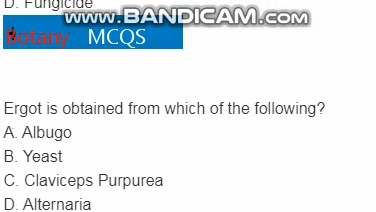 D. Fungicide
www.BANDICAM.com
Botany MCQS
Ergot is obtained from which of the following?
A. Albugo
B. Yeast
C. Claviceps Purpurea
D. Alternaria